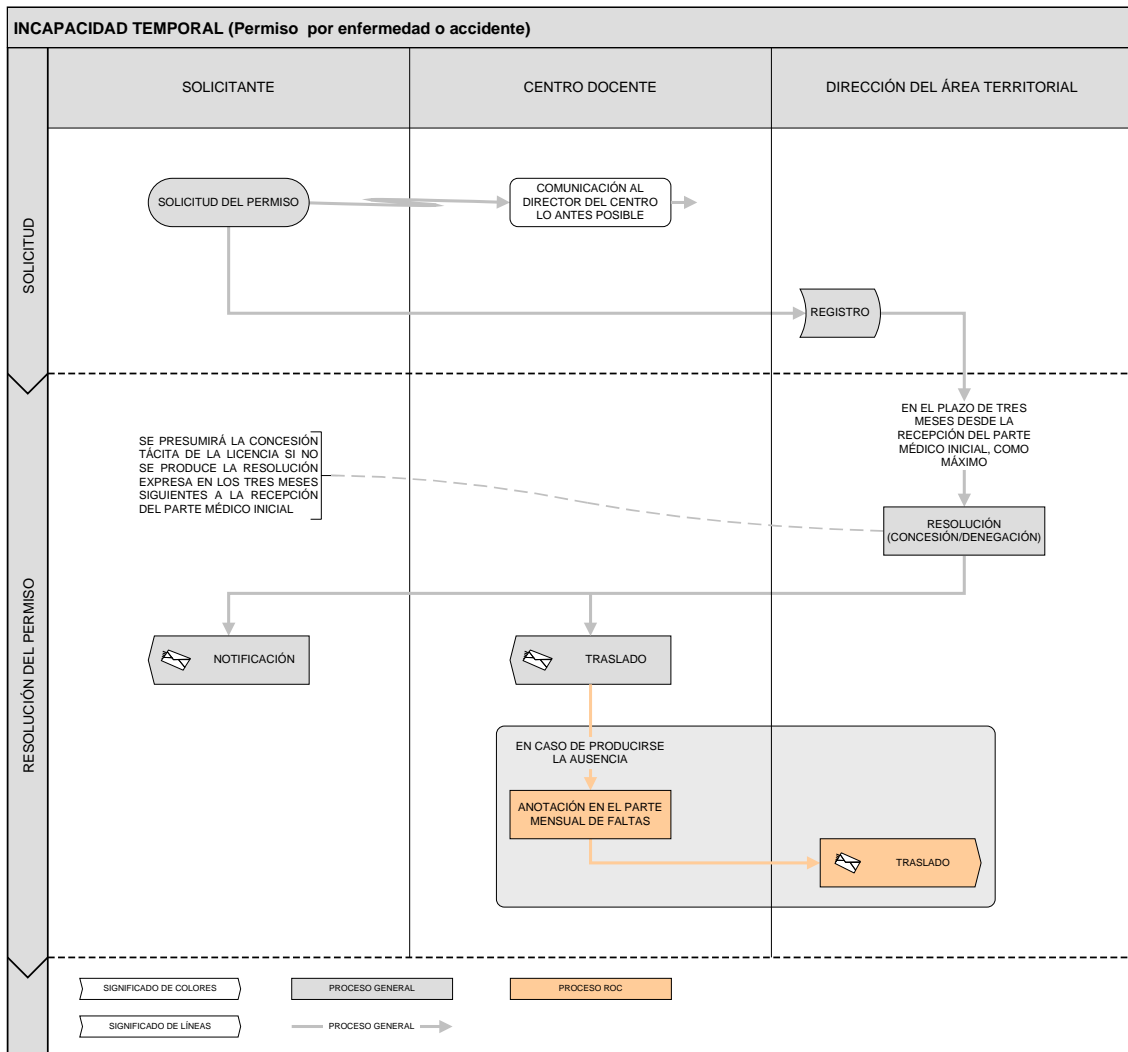 INCAPACIDAD TEMPORAL (Permiso por enfermedad o accidente)
SOLICITANTE
CENTRO DOCENTE
DIRECCIÓN DEL ÁREA TERRITORIAL
SOLICITUD
SOLICITUD DEL PERMISO
COMUNICACIÓN AL
DIRECTOR DEL CENTRO
LO ANTES POSIBLE
REGISTRO
RESOLUCIÓN DEL PERMISO
EN EL PLAZO DE TRES
MESES DESDE LA
RECEPCIÓN DEL PARTE
MÉDICO INICIAL, COMO
MÁXIMO
SE PRESUMIRÁ LA CONCESIÓN
TÁCITA DE LA LICENCIA SI NO
SE PRODUCE LA RESOLUCIÓN
EXPRESA EN LOS TRES MESES
SIGUIENTES A LA RECEPCIÓN
DEL PARTE MÉDICO INICIAL
RESOLUCIÓN
(CONCESIÓN/DENEGACIÓN)
NOTIFICACIÓN
TRASLADO
EN CASO DE PRODUCIRSE
LA AUSENCIA
ANOTACIÓN EN EL PARTE
MENSUAL DE FALTAS
TRASLADO
SIGNIFICADO DE COLORES
PROCESO GENERAL
PROCESO ROC
SIGNIFICADO DE LÍNEAS
PROCESO GENERAL